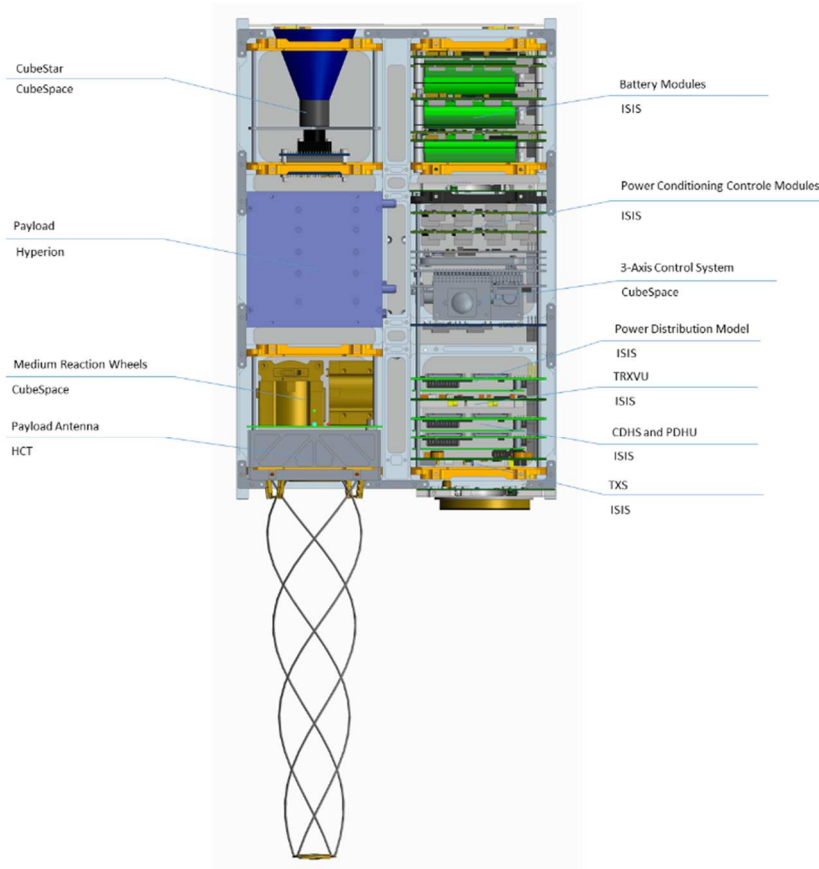 CubeStar
CubeSpace
Payload
Hyperion
Medium Reaction Wheels
CubeSpace
Payload Antenna
HCT
Battery Modules
ISIS
Power Conditioning Controle Modules
ISIS
3-Axis Control System
CubeSpace
Power Distribution Model
ISIS
TRXVU
ISIS
CDHS and PDHU
ISIS
TXS
ISIS